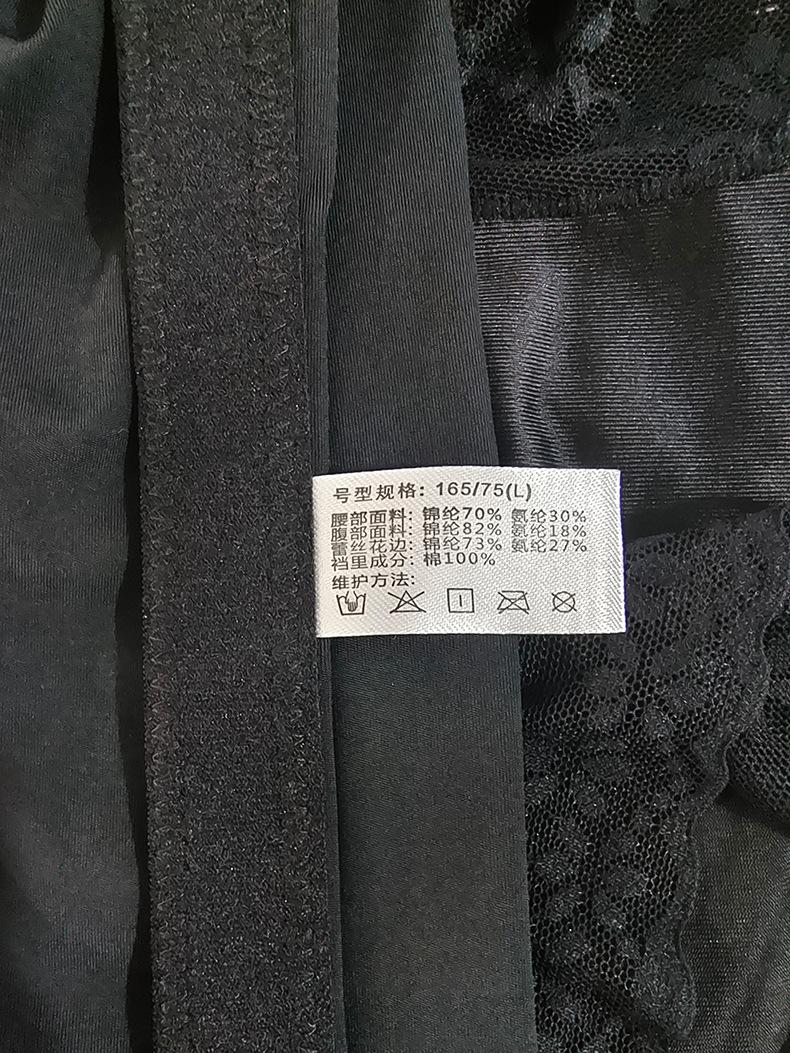 号型规格: 165/75(L)
腰部面料: 锦纶70% 氨纶30%
腹部面料: 锦纶82% 氨纶18%
蕾丝花边: 锦纶73% 氨纶27%
裆里成分: 棉100%
维护方法: